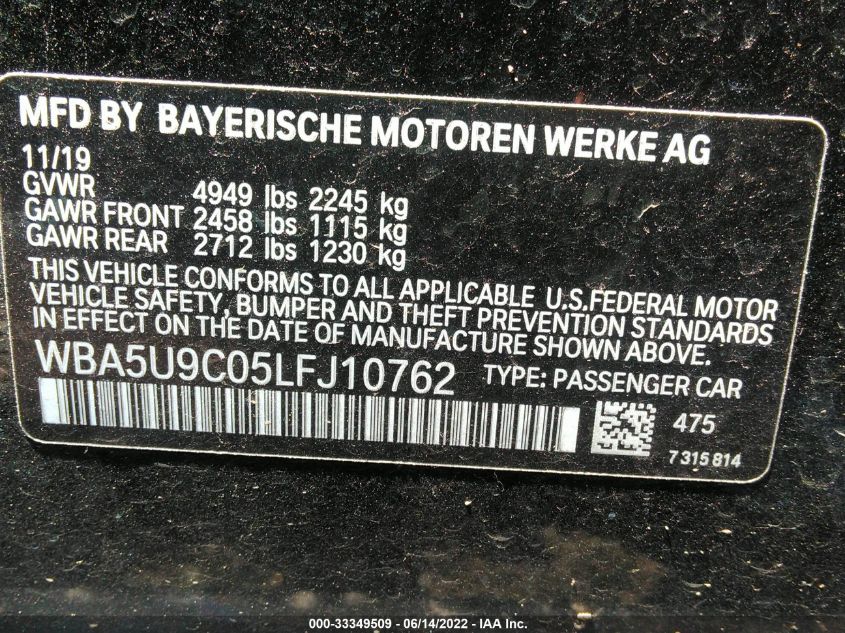 MFD BY BAYERISCHE MOTOREN WERKE AG
11/19
GVWR 4949 lbs 2245 kg
GAWR FRONT 2458 lbs 1115 kg
GAWR REAR 2712 lbs 1230 kg
THIS VEHICLE CONFORMS TO ALL APPLICABLE U.S.FEDERAL MOTOR
VEHICLE SAFETY, BUMPER AND THEFT PREVENTION STANDARDS
IN EFFECT ON THE DATE OF MANUFACTURE SHOWN ABOVE.
WBA5U9C05LFJ10762 TYPE: PASSENGER CAR
475
7 315 814
000-33349509 - 06/14/2022 - IAA Inc.